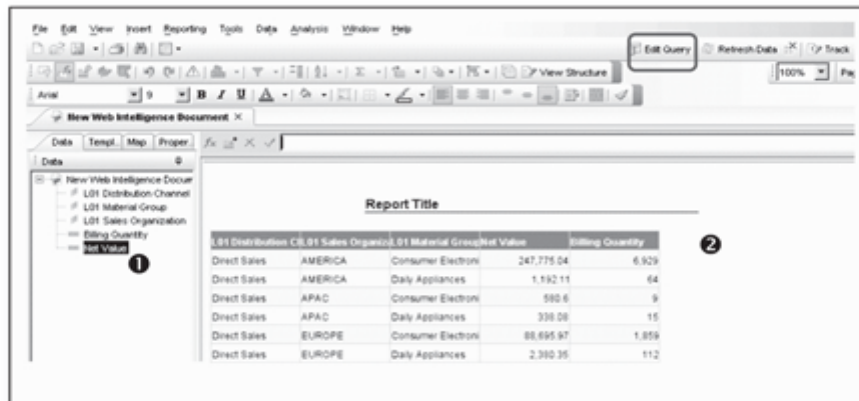 File Edit View Insert Reporting Tools Data Analysis Window Help
Edit Query Refresh Data Track
View Structure 100%
Arial 9 B I U A
New Web Intelligence Document ×
Data Templ. Map Proper.
Data
New Web Intelligence Docume
L01 Distribution Channel
L01 Material Group
L01 Sales Organization
Billing Quantity
Net Value
❶
Report Title
❷
L01 Distribution C L01 Sales Organiz L01 Material Group Net Value Billing Quantity
Direct Sales AMERICA Consumer Electroni 247,775.04 6,929
Direct Sales AMERICA Daily Appliances 1,192.11 64
Direct Sales APAC Consumer Electroni 580.6 9
Direct Sales APAC Daily Appliances 338.08 15
Direct Sales EUROPE Consumer Electroni 88,695.97 1,859
Direct Sales EUROPE Daily Appliances 2,380.35 112